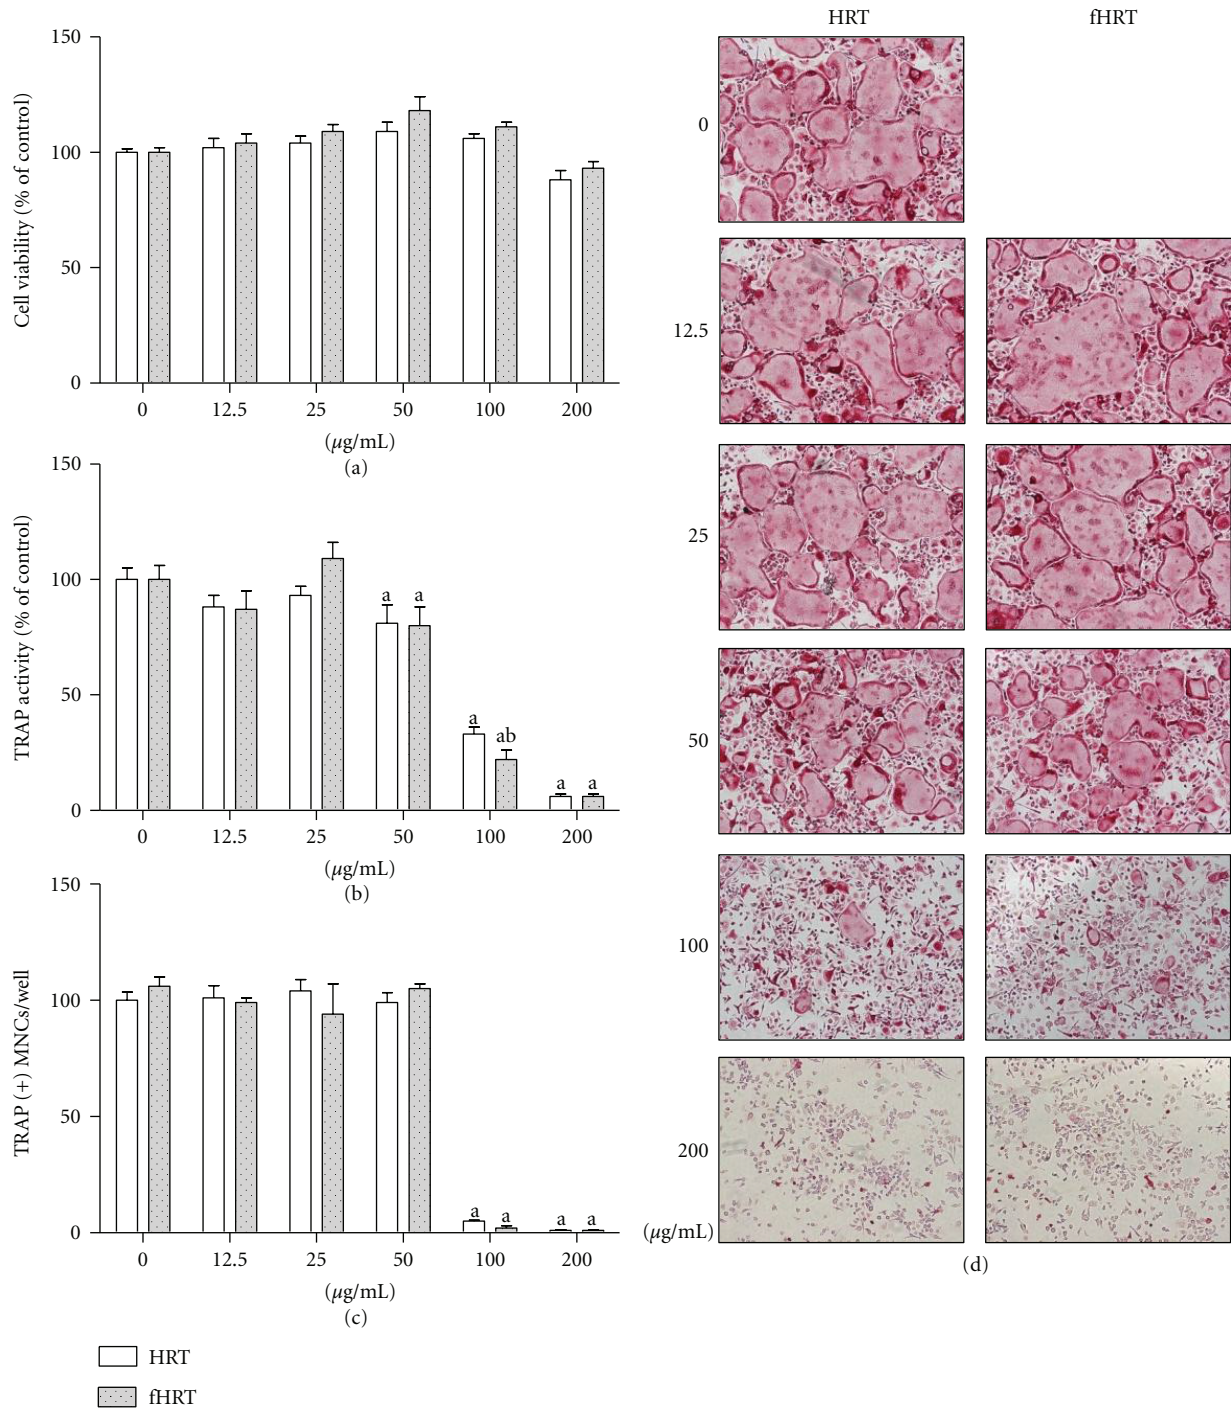 150
100
50
0
Cell viability (% of control)
0 12.5 25 50 100 200
(μg/mL)
(a)
150
100
50
0
TRAP activity (% of control)
a a
a
ab
a a
0 12.5 25 50 100 200
(μg/mL)
(b)
150
100
50
0
TRAP (+) MNCs/well
a a a a
0 12.5 25 50 100 200
(μg/mL)
(c)
HRT
fHRT
HRT fHRT
0
12.5
25
50
100
200
(μg/mL)
(d)